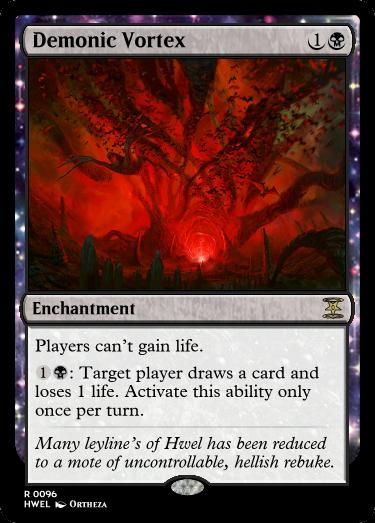 Demonic Vortex 1
Enchantment
Players can't gain life.
1 : Target player draws a card and
loses 1 life. Activate this ability only
once per turn.
Many leyline's of Hwel has been reduced
to a mote of uncontrollable, hellish rebuke.
R 0096
HWEL Ortheza